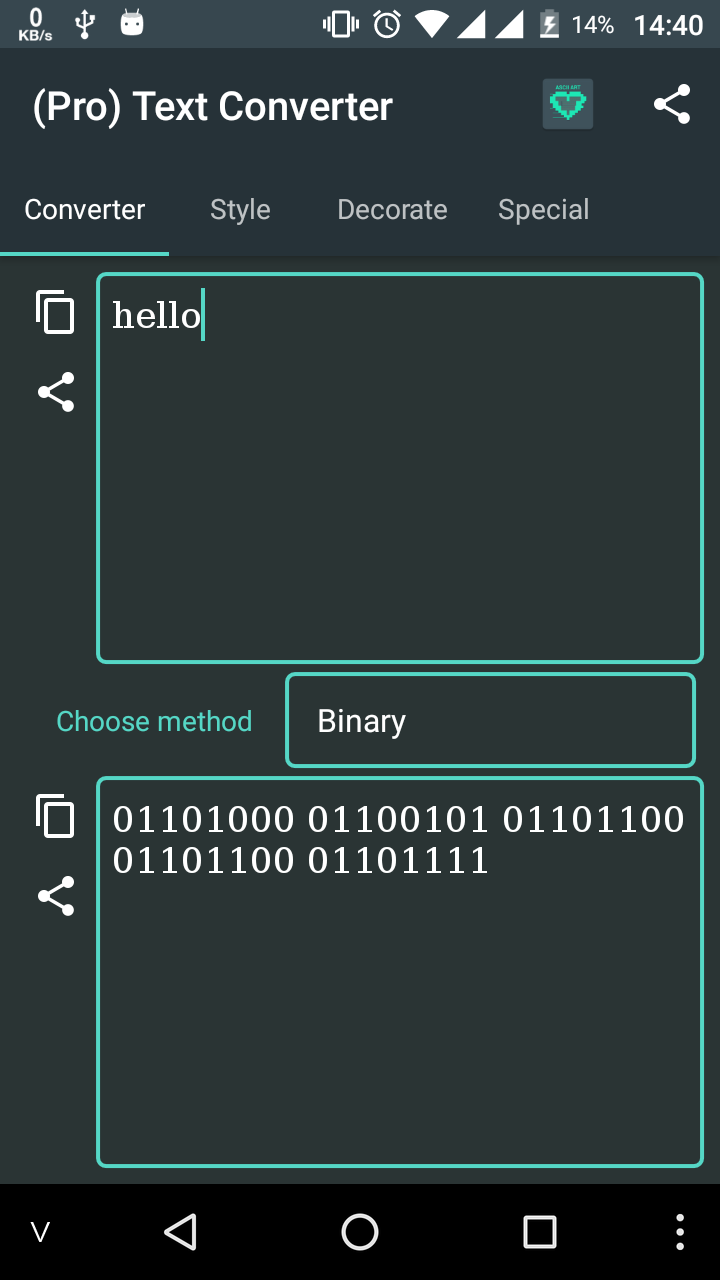 0
KB/s
14%
14:40
(Pro) Text Converter
ASCII ART
Converter
Style
Decorate
Special
hello
Choose method
Binary
01101000 01100101 01101100
01101100 01101111